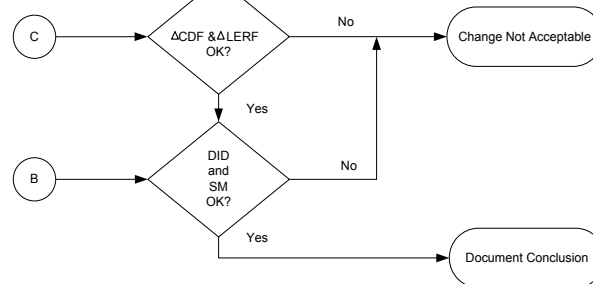 C
ΔCDF &ΔLERF
OK?
No
Change Not Acceptable
Yes
B
DID
and
SM
OK?
No
Yes
Document Conclusion